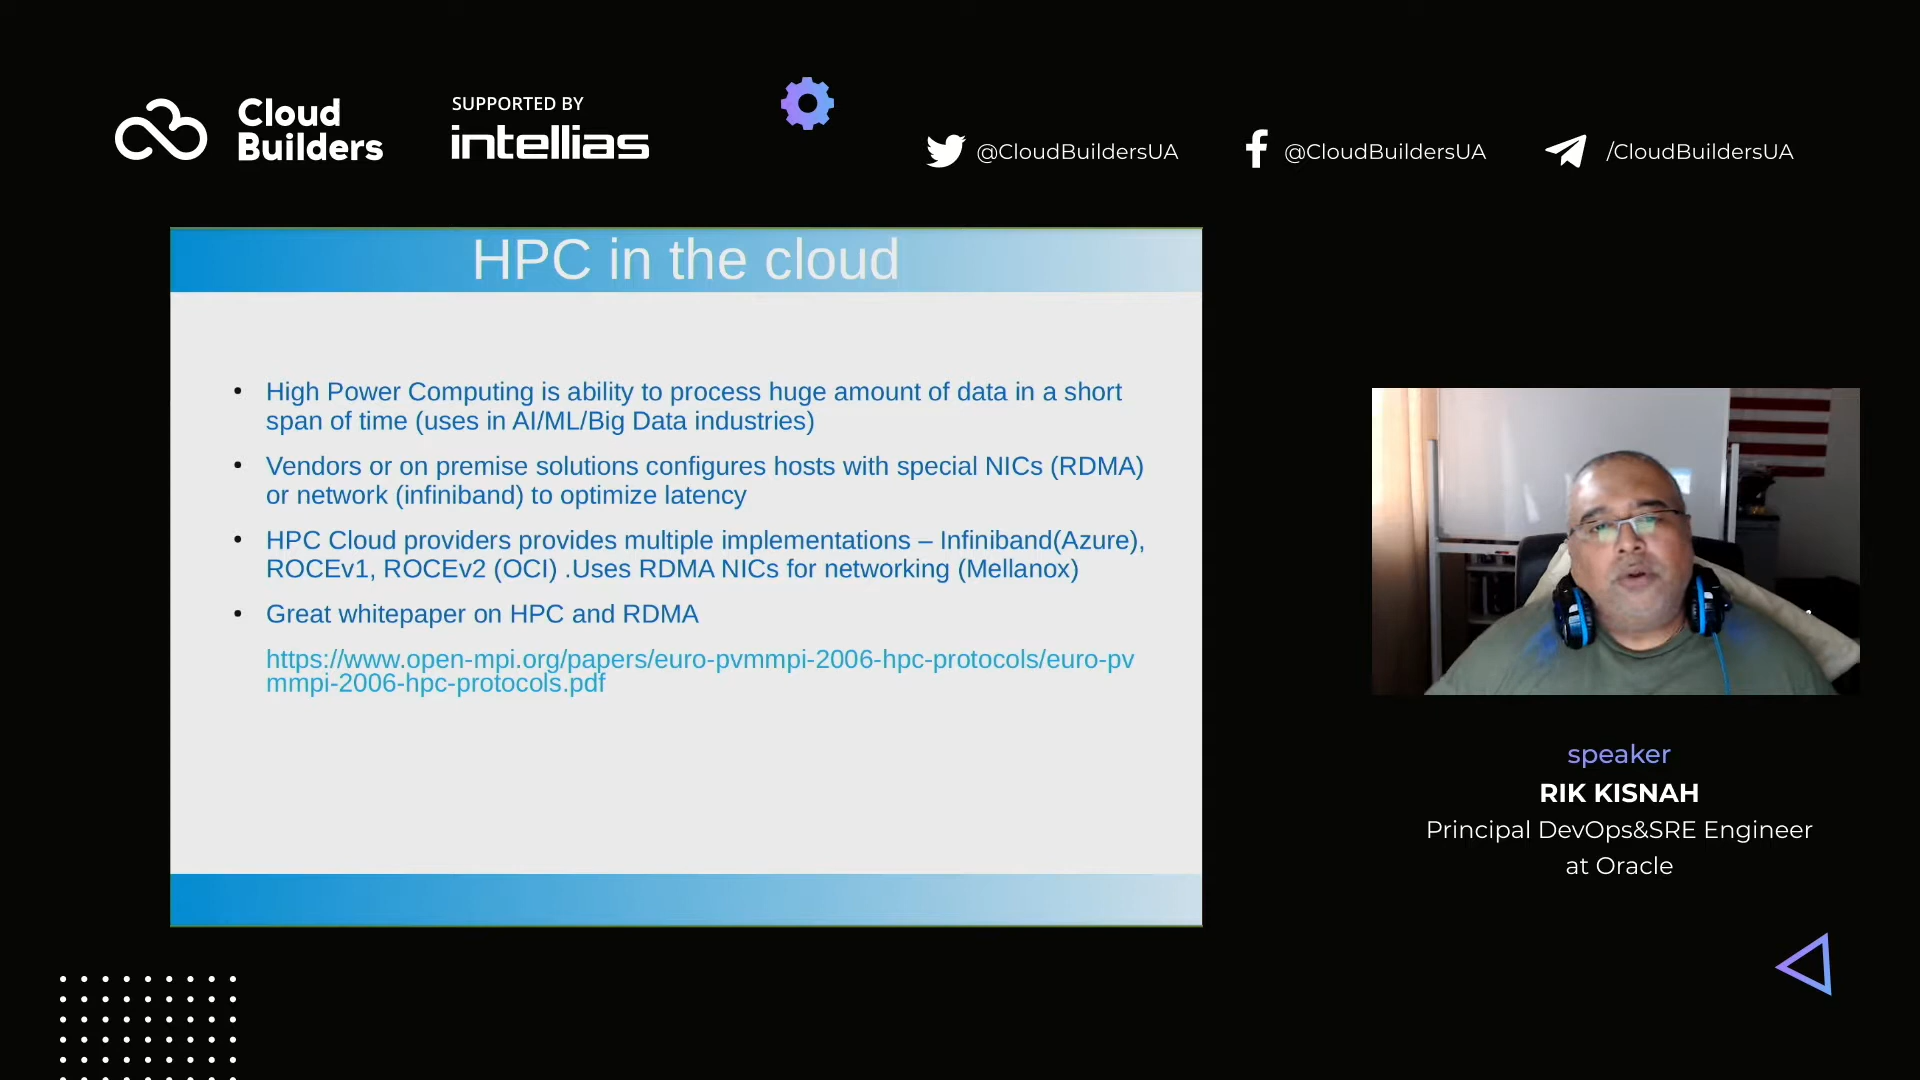 Cloud
Builders
SUPPORTED BY
intellias
@CloudBuildersUA
@CloudBuildersUA
/CloudBuildersUA
HPC in the cloud
• High Power Computing is ability to process huge amount of data in a short
span of time (uses in AI/ML/Big Data industries)
• Vendors or on premise solutions configures hosts with special NICs (RDMA)
or network (infiniband) to optimize latency
• HPC Cloud providers provides multiple implementations – Infiniband(Azure),
ROCEv1, ROCEv2 (OCI) .Uses RDMA NICs for networking (Mellanox)
• Great whitepaper on HPC and RDMA
https://www.open-mpi.org/papers/euro-pvmmpi-2006-hpc-protocols/euro-pv
mmpi-2006-hpc-protocols.pdf
speaker
RIK KISNAH
Principal DevOps&SRE Engineer
at Oracle